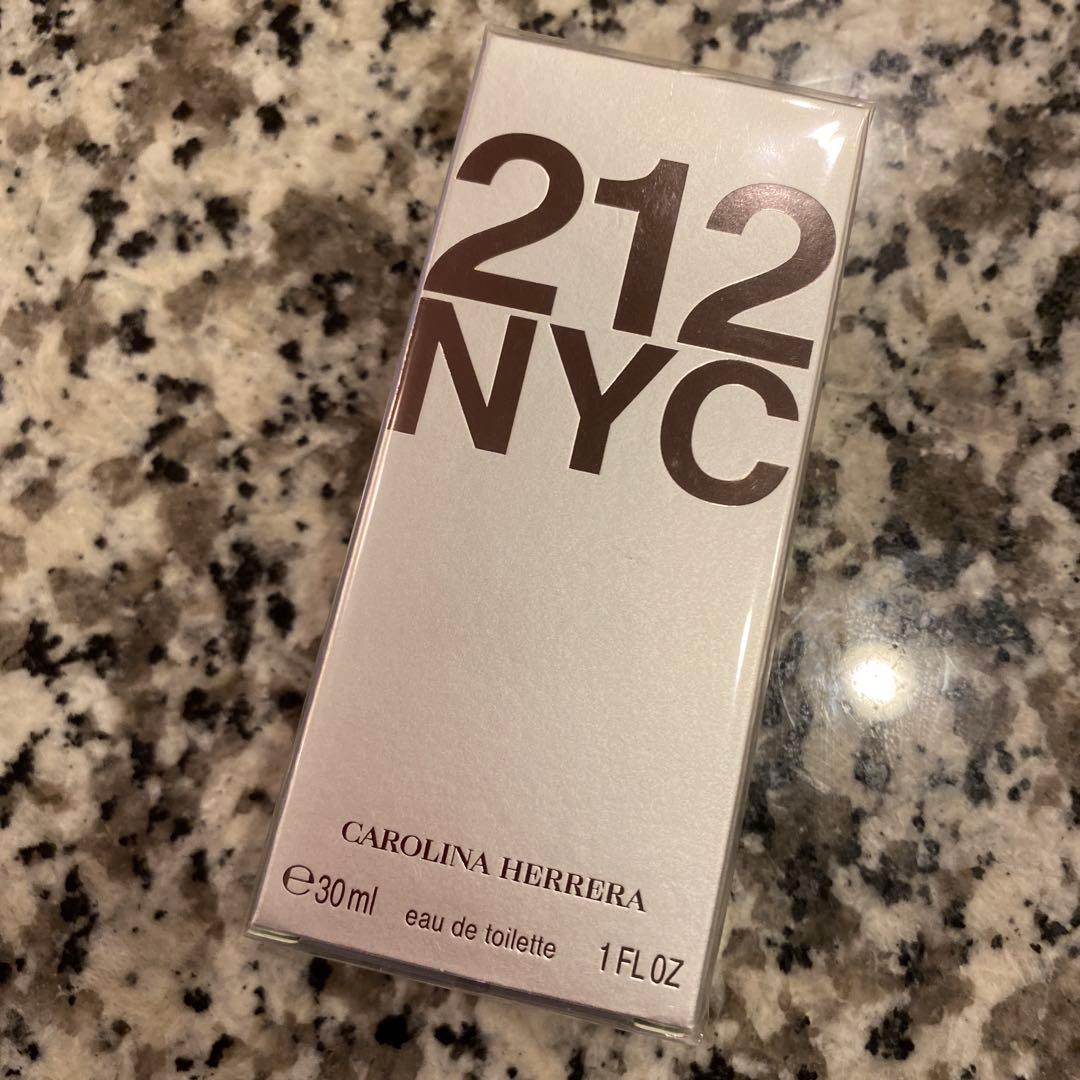 212
NYC
CAROLINA HERRERA
℮30ml eau de toilette 1 FL OZ